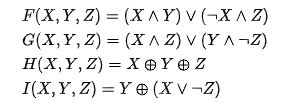 F(X, Y, Z) = (X ∧ Y) ∨ (¬X ∧ Z)
G(X, Y, Z) = (X ∧ Z) ∨ (Y ∧ ¬Z)
H(X, Y, Z) = X ⊕ Y ⊕ Z
I(X, Y, Z) = Y ⊕ (X ∨ ¬Z)